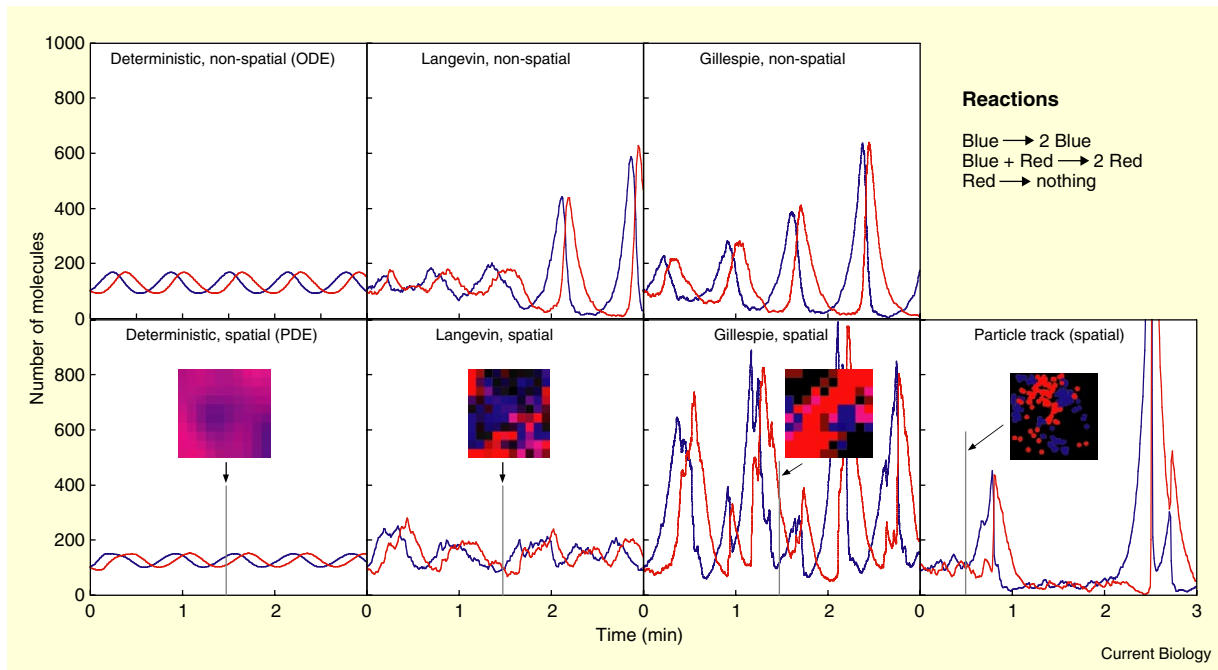 1000
800
600
400
200
0
Deterministic, non-spatial (ODE)
Langevin, non-spatial
Gillespie, non-spatial
Reactions
Blue → 2 Blue
Blue + Red → 2 Red
Red → nothing
Number of molecules
800
600
400
200
0
Deterministic, spatial (PDE)
Langevin, spatial
Gillespie, spatial
Particle track (spatial)
0 1 2 0 1 2 0 1 2 0 1 2 3
Time (min)
Current Biology